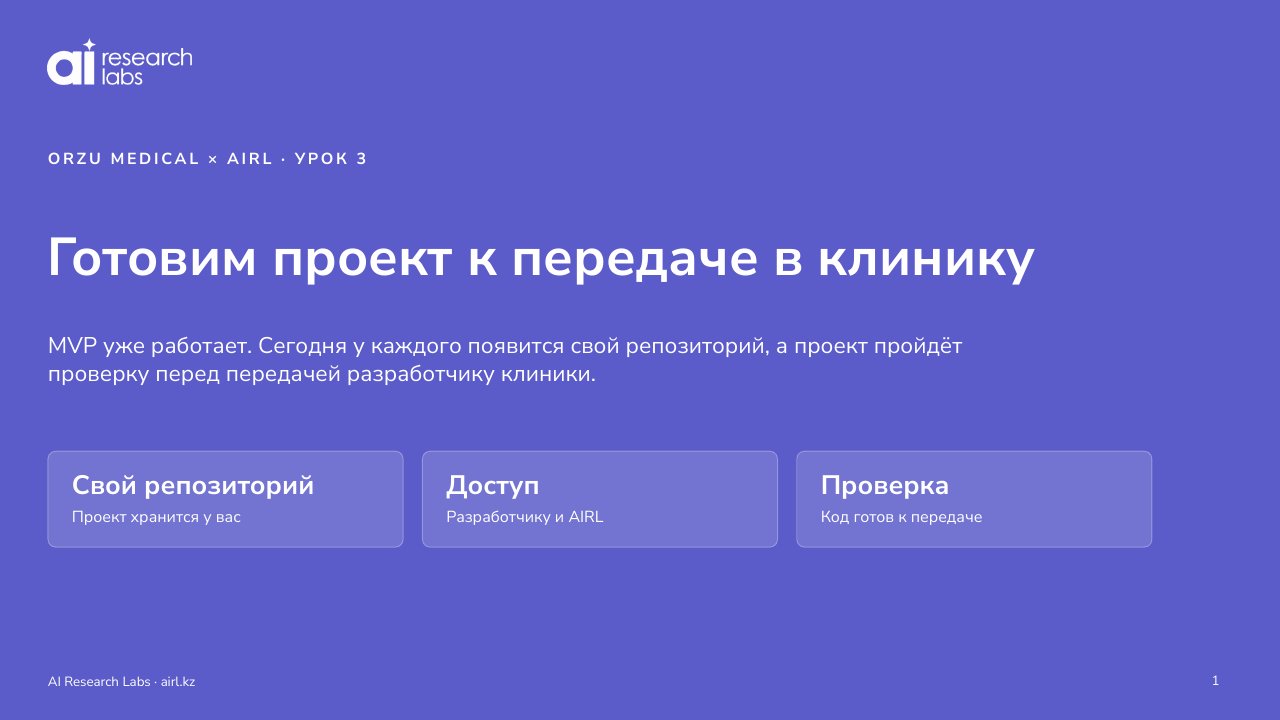 ai research
labs
ORZU MEDICAL × AIRL · УРОК 3
Готовим проект к передаче в клинику
MVP уже работает. Сегодня у каждого появится свой репозиторий, а проект пройдёт
проверку перед передачей разработчику клиники.
Свой репозиторий
Проект хранится у вас
Доступ
Разработчику и AIRL
Проверка
Код готов к передаче
AI Research Labs · airl.kz
1